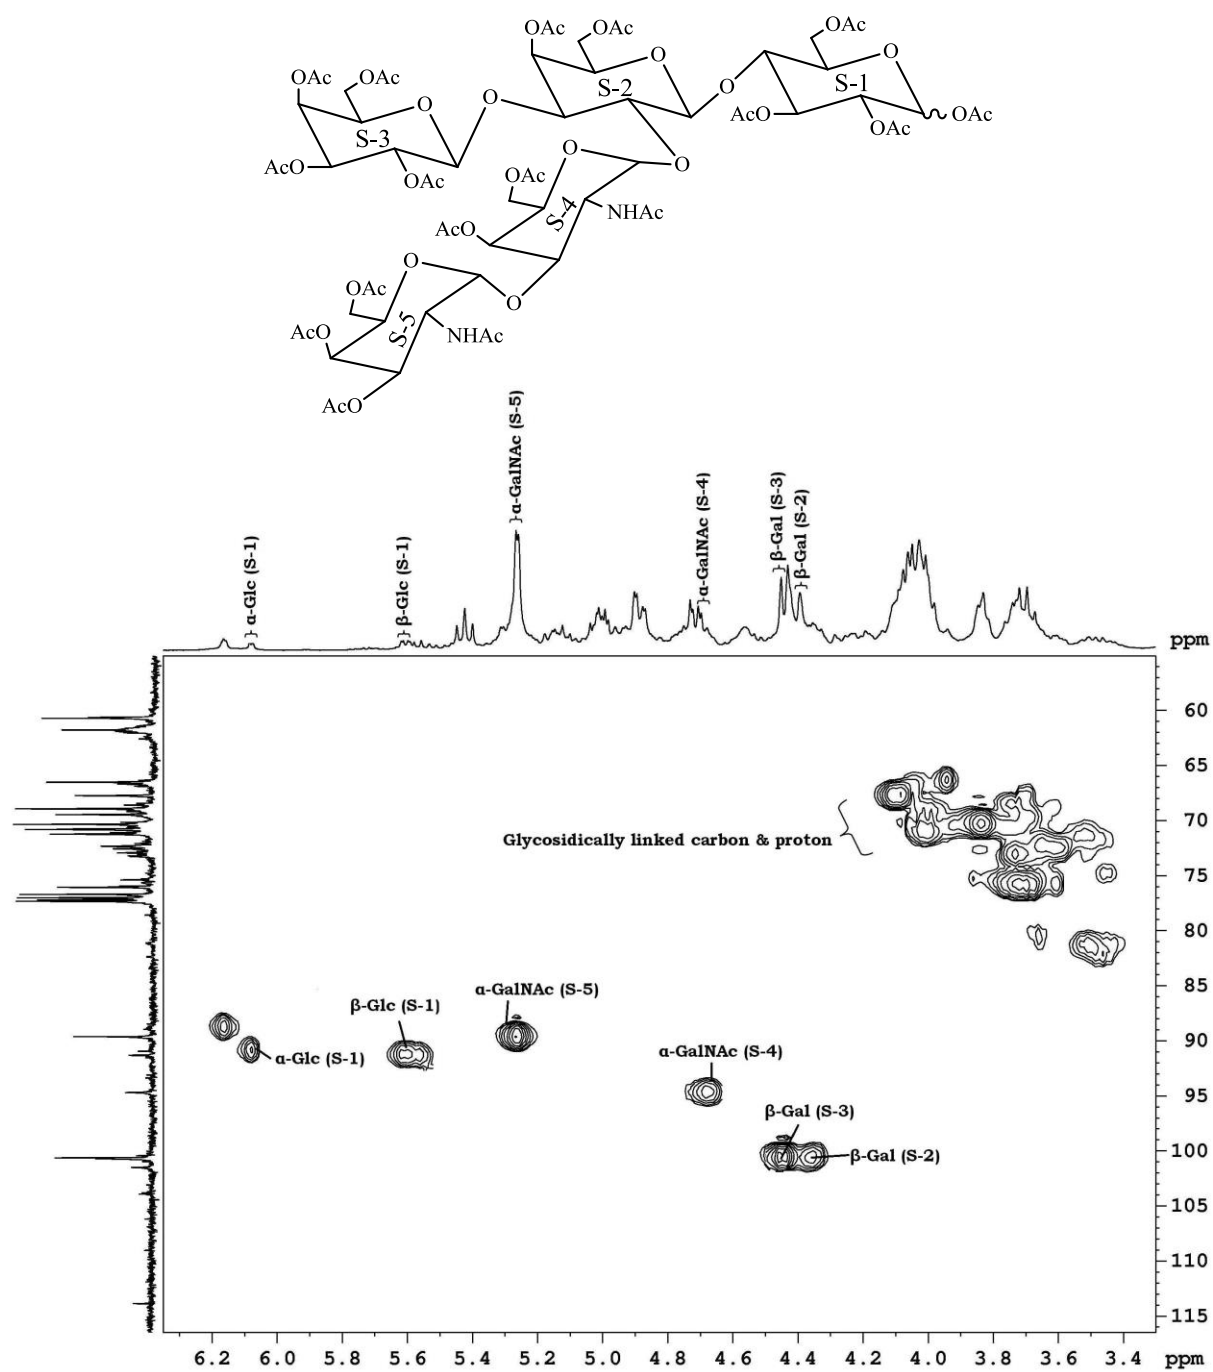 OAc
OAc
OAc
O
O
S-2
S-1
O
OAc
OAc
O
O
S-3
AcO
OAc
OAc
AcO
OAc
O
OAc
O
S-4
NHAc
AcO
O
OAc
O
S-5
NHAc
AcO
AcO
α-GalNAc (S-5)
α-GalNAc (S-4)
β-Gal (S-3)
β-Gal (S-2)
α-Glc (S-1)
β-Glc (S-1)
ppm
60
65
70
Glycosidically linked carbon & proton
75
80
85
α-GalNAc (S-5)
β-Glc (S-1)
90
α-Glc (S-1)
α-GalNAc (S-4)
95
β-Gal (S-3)
100
β-Gal (S-2)
105
110
115
6.2 6.0 5.8 5.6 5.4 5.2 5.0 4.8 4.6 4.4 4.2 4.0 3.8 3.6 3.4 ppm